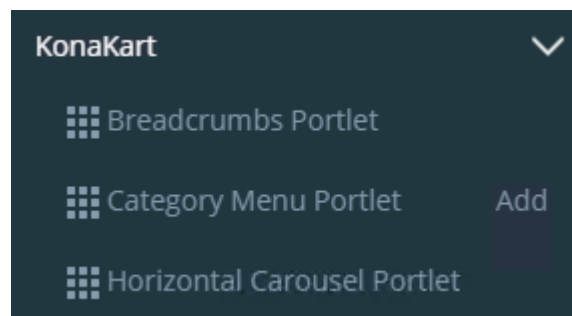 KonaKart
Breadcrumbs Portlet
Category Menu Portlet Add
Horizontal Carousel Portlet